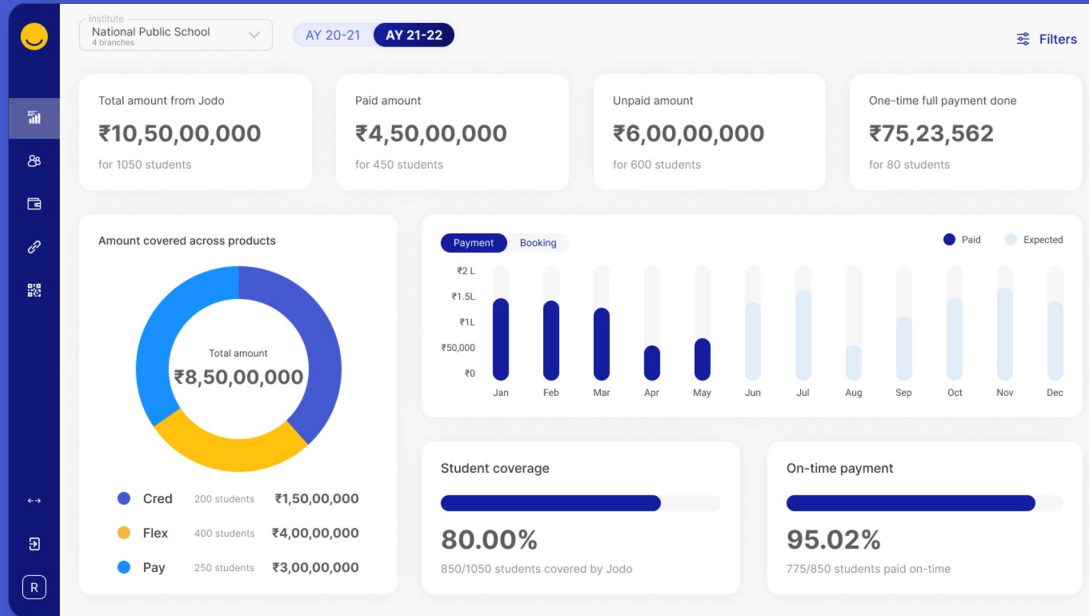 Institute
National Public School
4 branches
AY 20-21
AY 21-22
Filters
Total amount from Jodo
₹10,50,00,000
for 1050 students
Paid amount
₹4,50,00,000
for 450 students
Unpaid amount
₹6,00,00,000
for 600 students
One-time full payment done
₹75,23,562
for 80 students
Amount covered across products
Total amount
₹8,50,00,000
Cred 200 students ₹1,50,00,000
Flex 400 students ₹4,00,00,000
Pay 250 students ₹3,00,00,000
Payment Booking
Paid Expected
₹2 L
₹1.5L
₹1L
₹50,000
₹0
Jan Feb Mar Apr May Jun Jul Aug Sep Oct Nov Dec
Student coverage
80.00%
850/1050 students covered by Jodo
On-time payment
95.02%
775/850 students paid on-time
R